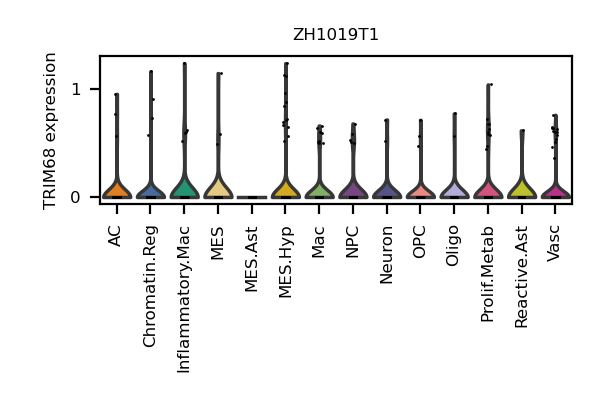 ZH1019T1
TRIM68 expression
1
0
AC
Chromatin.Reg
Inflammatory.Mac
MES
MES.Ast
MES.Hyp
Mac
NPC
Neuron
OPC
Oligo
Prolif.Metab
Reactive.Ast
Vasc